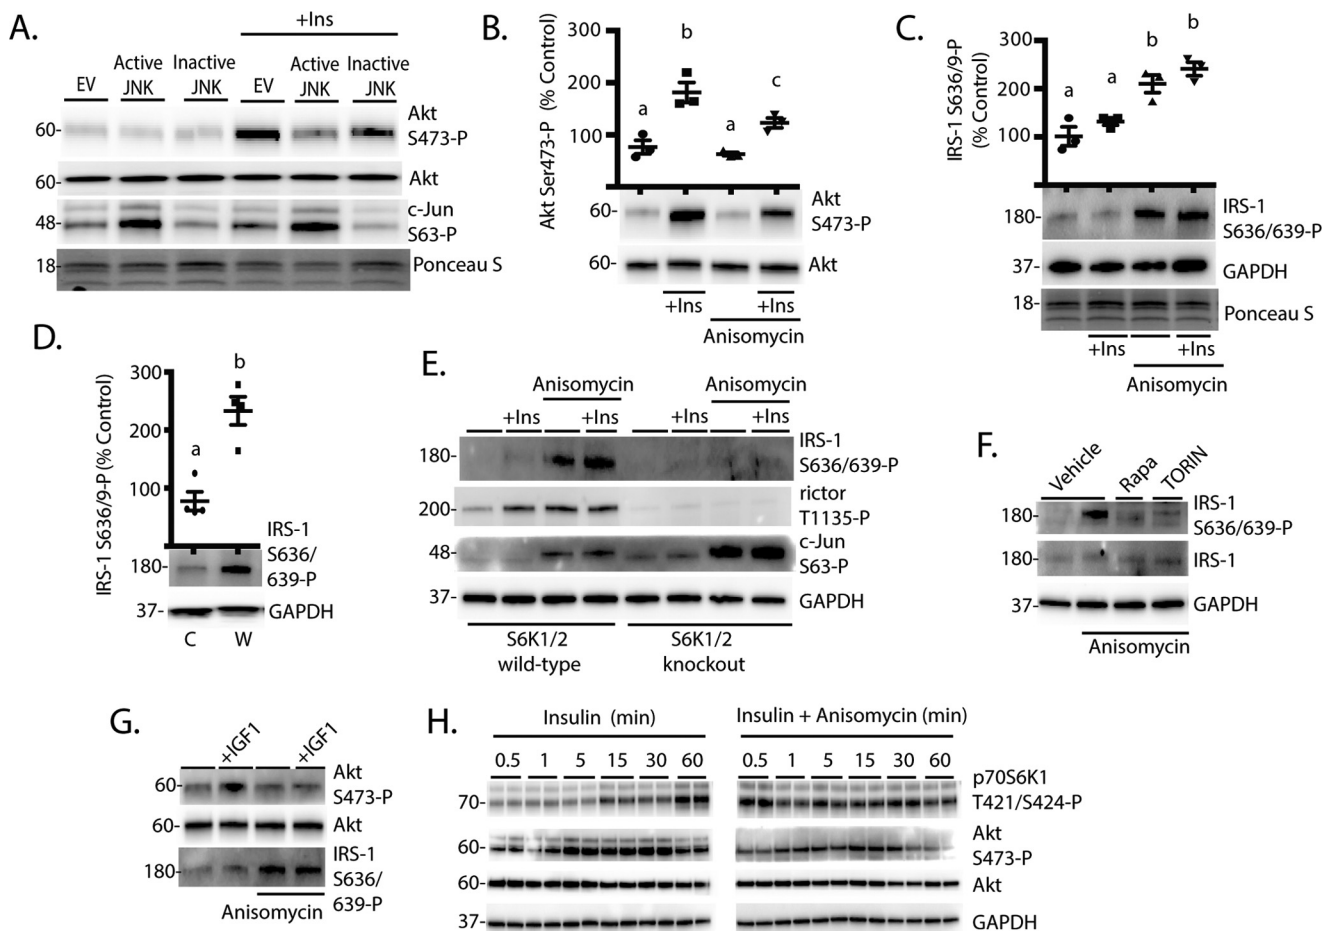 A.
+Ins
EV
Active
JNK
Inactive
JNK
EV
Active
JNK
Inactive
JNK
60-
Akt
S473-P
60-
Akt
48-
c-Jun
S63-P
18-
Ponceau S
B.
Akt Ser473-P (% Control)
300
200
100
a
b
a
c
60-
Akt
S473-P
60-
Akt
+Ins
+Ins
Anisomycin
C.
IRS-1 S636/9-P
(% Control)
300
200
100
a
a
b
b
180-
IRS-1
S636/639-P
37-
GAPDH
18-
Ponceau S
+Ins
+Ins
Anisomycin
D.
IRS-1 S636/9-P (% Control)
300
200
100
a
b
IRS-1
S636/
639-P
180-
37-
GAPDH
C
W
E.
Anisomycin
Anisomycin
+Ins
+Ins
+Ins
+Ins
180-
IRS-1
S636/639-P
200-
rictor
T1135-P
48-
c-Jun
S63-P
37-
GAPDH
S6K1/2
wild-type
S6K1/2
knockout
F.
Vehicle
Rapa
TORIN
180-
IRS-1
S636/639-P
180-
IRS-1
37-
GAPDH
Anisomycin
G.
+IGF1
+IGF1
60-
Akt
S473-P
60-
Akt
180-
IRS-1
S636/
639-P
Anisomycin
H.
Insulin (min)
Insulin + Anisomycin (min)
0.5 1 5 15 30 60
0.5 1 5 15 30 60
70-
p70S6K1
T421/S424-P
60-
Akt
S473-P
60-
Akt
37-
GAPDH